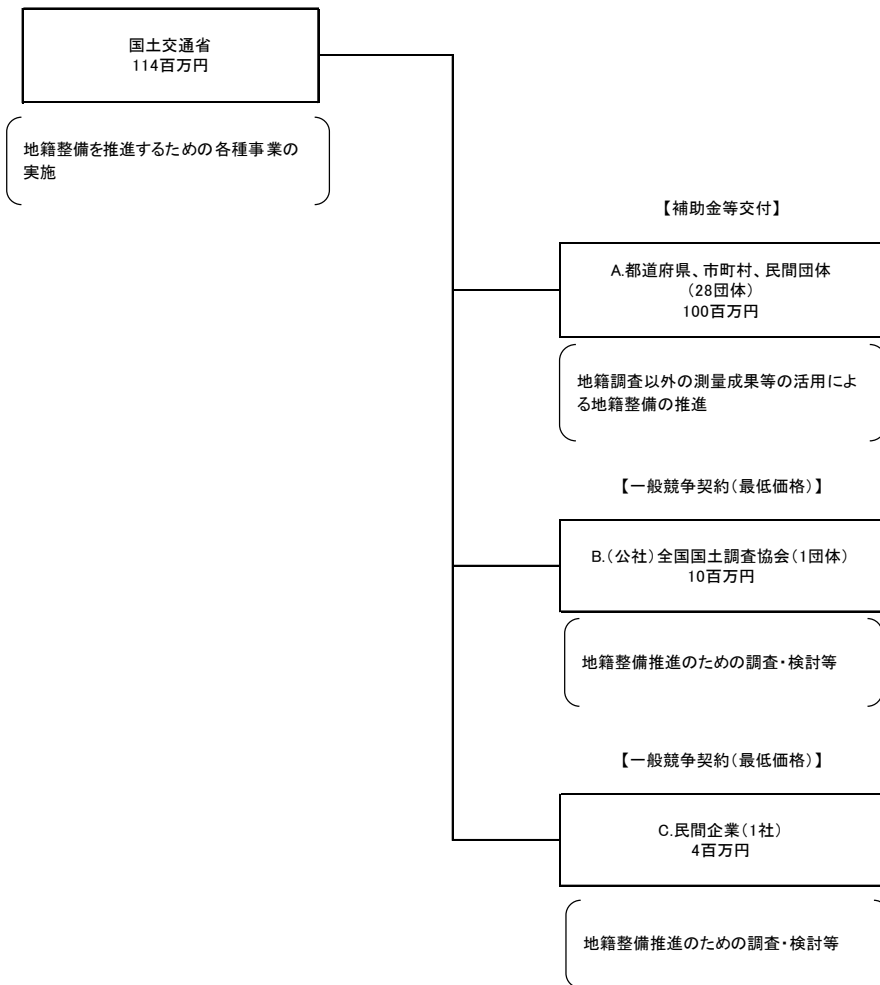 国土交通省
114百万円
地籍整備を推進するための各種事業の
実施
【補助金等交付】
A.都道府県、市町村、民間団体
(28団体)
100百万円
地籍調査以外の測量成果等の活用によ
る地籍整備の推進
【一般競争契約(最低価格)】
B.(公社)全国国土調査協会(1団体)
10百万円
地籍整備推進のための調査・検討等
【一般競争契約(最低価格)】
C.民間企業(1社)
4百万円
地籍整備推進のための調査・検討等